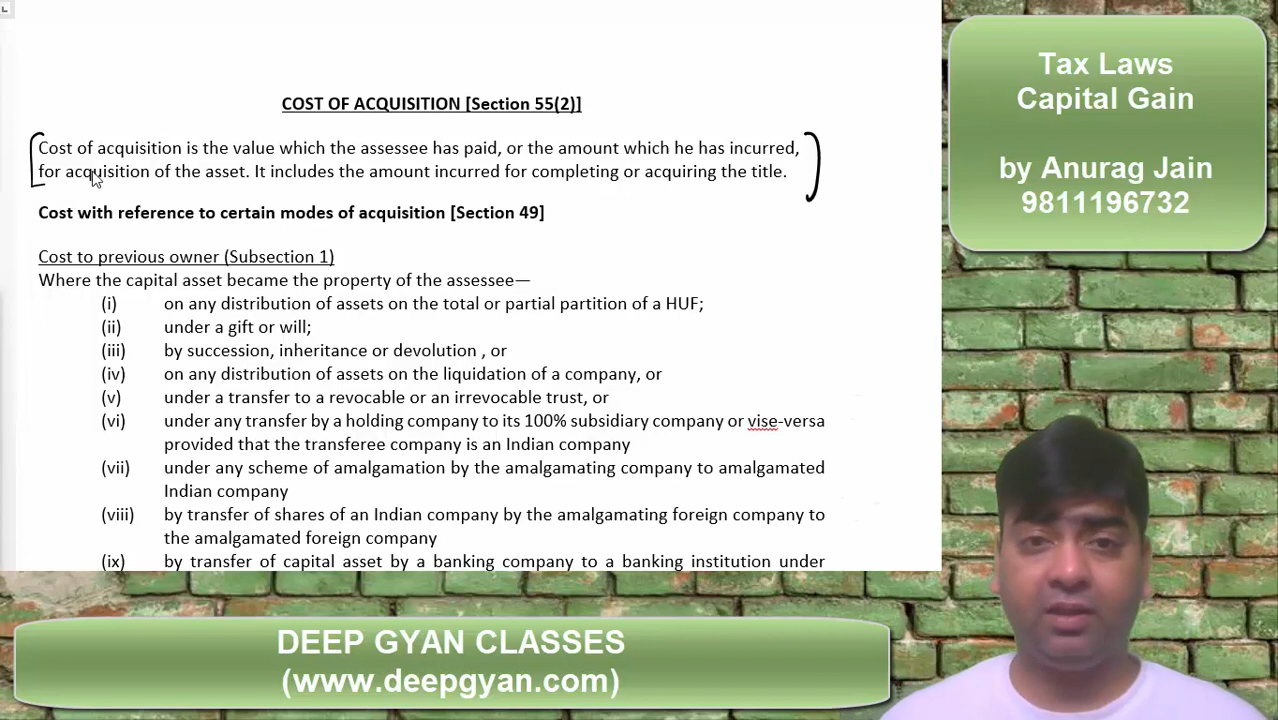 COST OF ACQUISITION [Section 55(2)]
Cost of acquisition is the value which the assessee has paid, or the amount which he has incurred,
for acquisition of the asset. It includes the amount incurred for completing or acquiring the title.
Cost with reference to certain modes of acquisition [Section 49]
Cost to previous owner (Subsection 1)
Where the capital asset became the property of the assessee—
(i) on any distribution of assets on the total or partial partition of a HUF;
(ii) under a gift or will;
(iii) by succession, inheritance or devolution , or
(iv) on any distribution of assets on the liquidation of a company, or
(v) under a transfer to a revocable or an irrevocable trust, or
(vi) under any transfer by a holding company to its 100% subsidiary company or vise-versa
provided that the transferee company is an Indian company
(vii) under any scheme of amalgamation by the amalgamating company to amalgamated
Indian company
(viii) by transfer of shares of an Indian company by the amalgamating foreign company to
the amalgamated foreign company
(ix) by transfer of capital asset by a banking company to a banking institution under
Tax Laws
Capital Gain
by Anurag Jain
9811196732
DEEP GYAN CLASSES
(www.deepgyan.com)